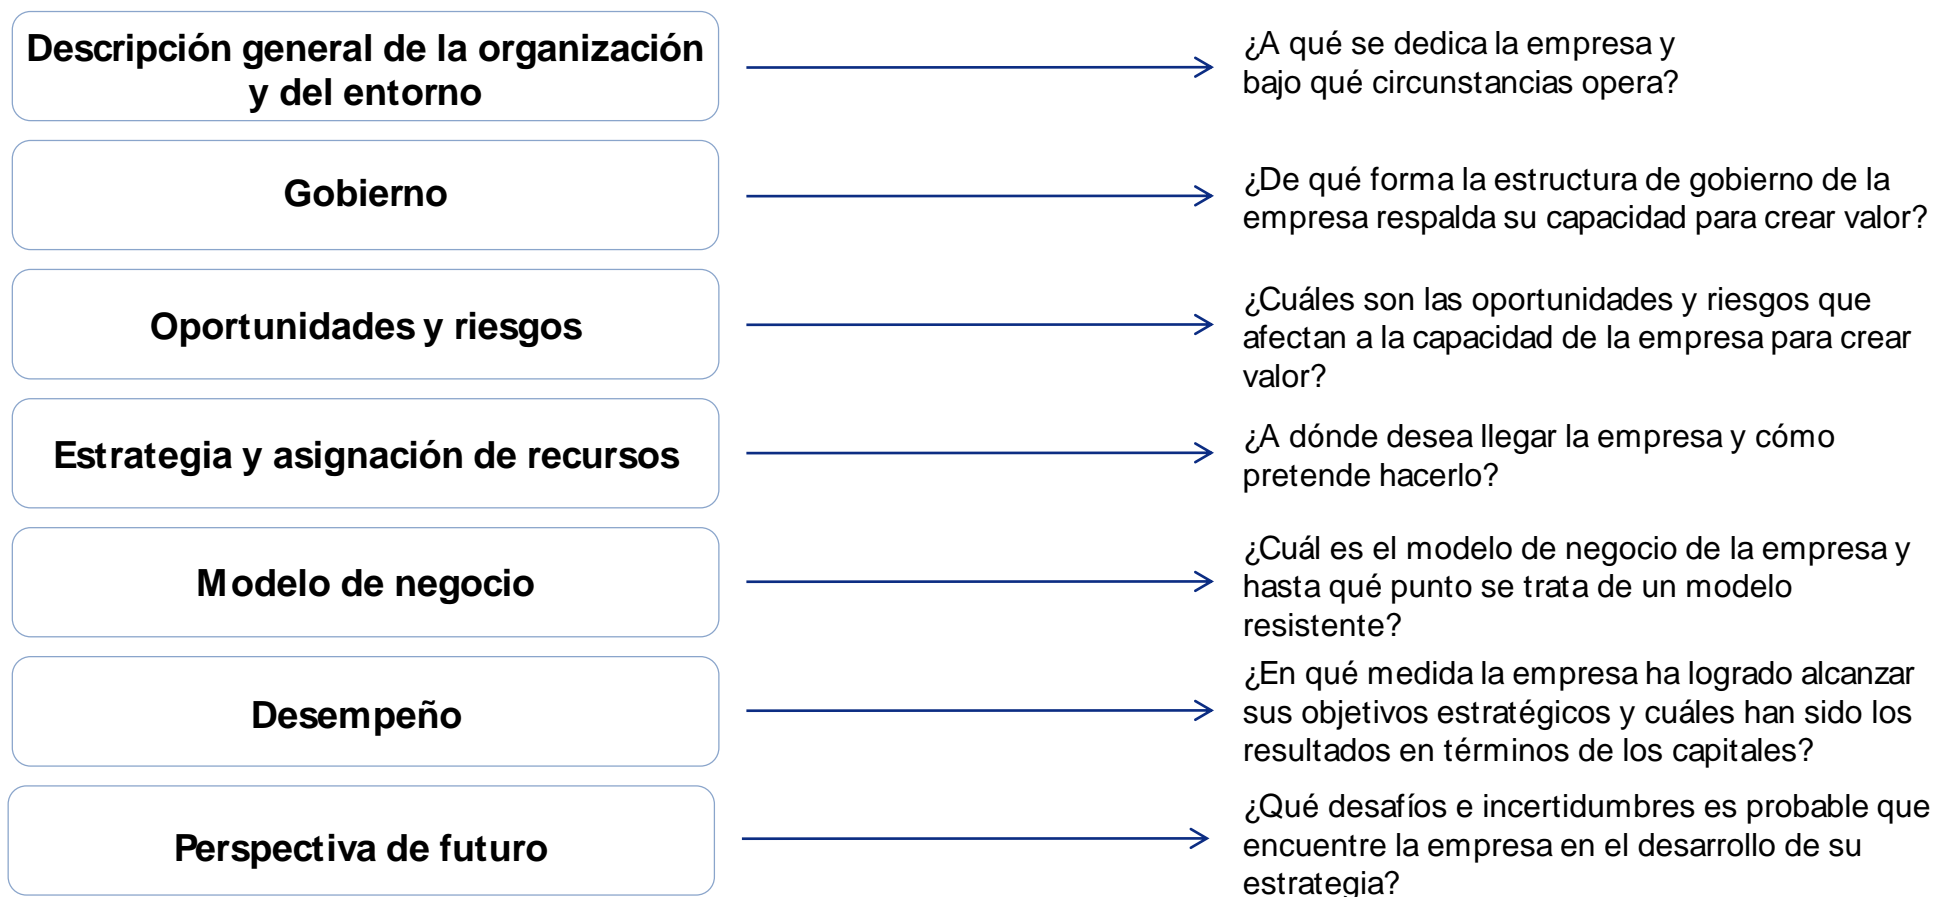 Descripción general de la organización
y del entorno
¿A qué se dedica la empresa y
bajo qué circunstancias opera?
Gobierno
¿De qué forma la estructura de gobierno de la
empresa respalda su capacidad para crear valor?
Oportunidades y riesgos
¿Cuáles son las oportunidades y riesgos que
afectan a la capacidad de la empresa para crear
valor?
Estrategia y asignación de recursos
¿A dónde desea llegar la empresa y cómo
pretende hacerlo?
Modelo de negocio
¿Cuál es el modelo de negocio de la empresa y
hasta qué punto se trata de un modelo
resistente?
Desempeño
¿En qué medida la empresa ha logrado alcanzar
sus objetivos estratégicos y cuáles han sido los
resultados en términos de los capitales?
Perspectiva de futuro
¿Qué desafíos e incertidumbres es probable que
encuentre la empresa en el desarrollo de su
estrategia?